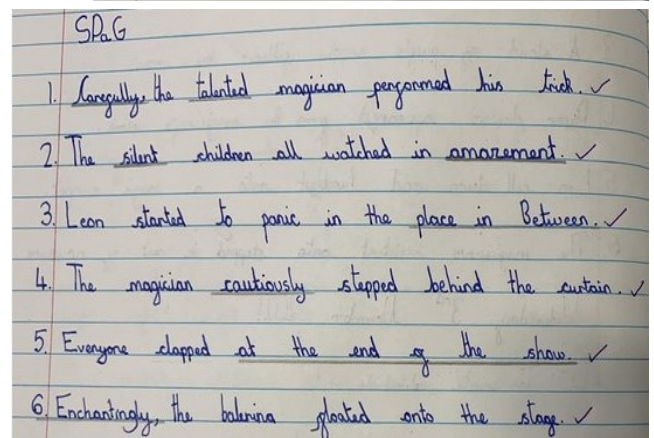 SPaG
1. Carefully, the talented magician performed his trick. ✓
2. The silent children all watched in amazement. ✓
3. Leon started to panic in the place in Between. ✓
4. The magician cautiously stepped behind the curtain. ✓
5. Everyone clapped at the end of the show. ✓
6. Enchantingly, the balerina floated onto the stage. ✓